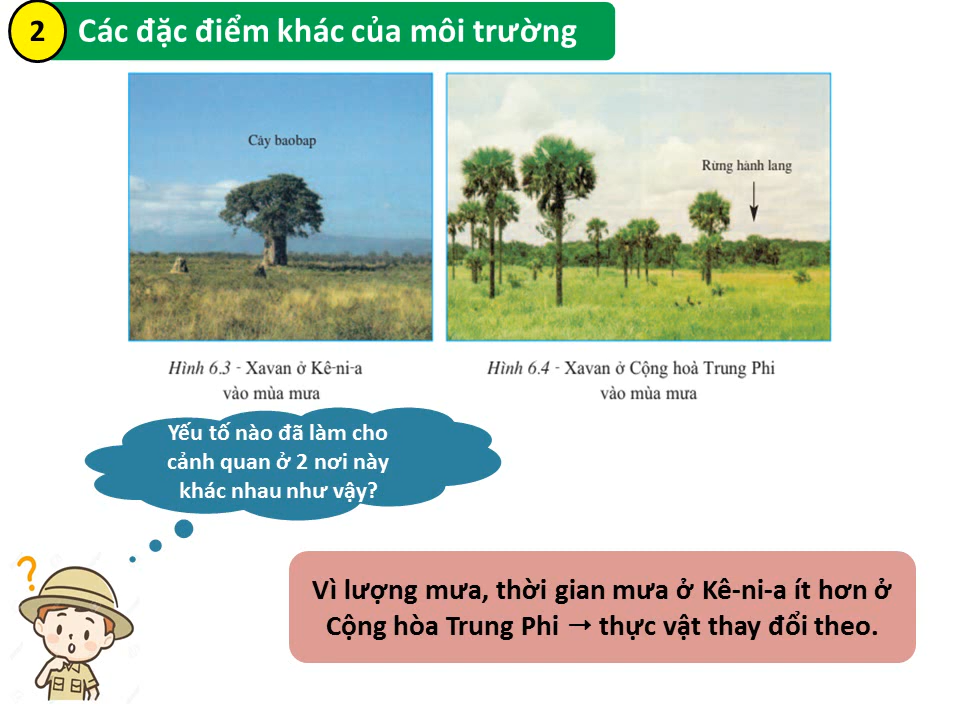 2
Các đặc điểm khác của môi trường
Cây baobap
Rừng hành lang
Hình 6.3 - Xavan ở Kê-ni-a
vào mùa mưa
Hình 6.4 - Xavan ở Cộng hoà Trung Phi
vào mùa mưa
Yếu tố nào đã làm cho
cảnh quan ở 2 nơi này
khác nhau như vậy?
?
Vì lượng mưa, thời gian mưa ở Kê-ni-a ít hơn ở
Cộng hòa Trung Phi → thực vật thay đổi theo.